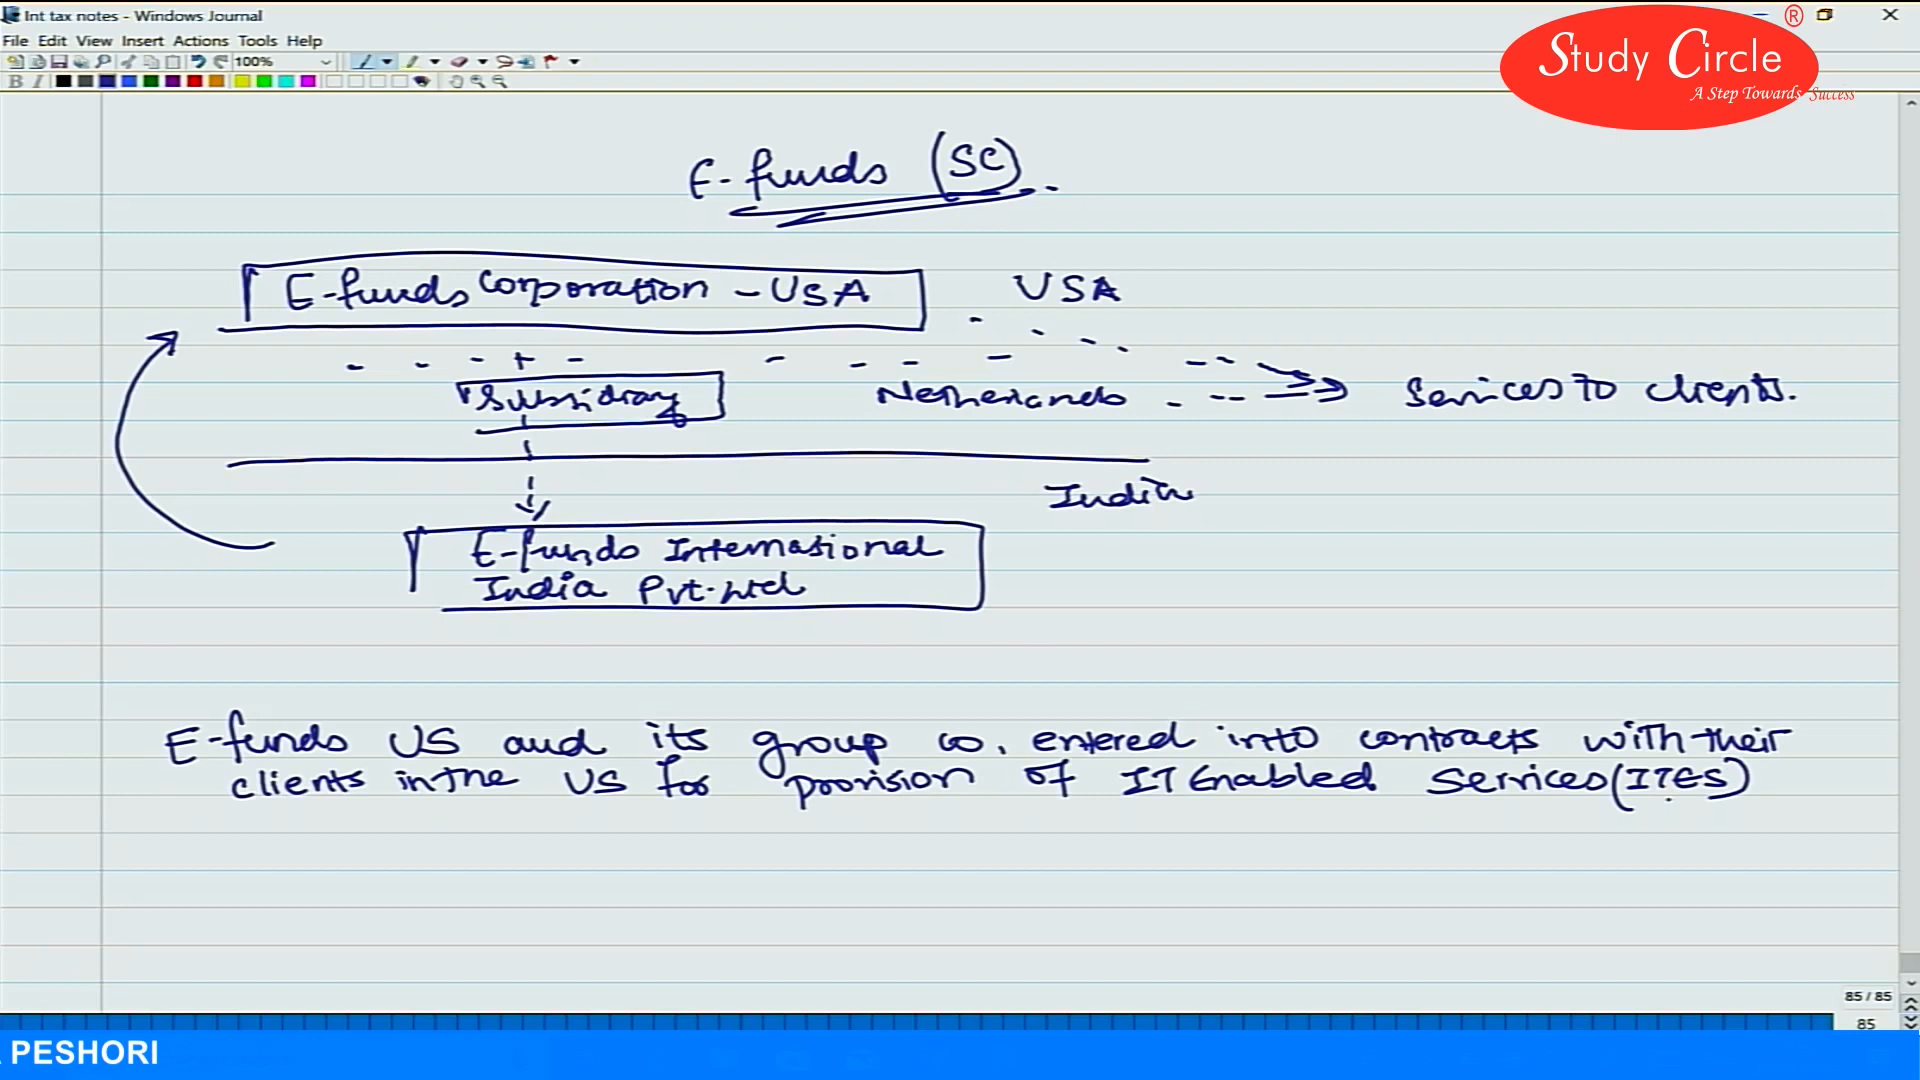 Int tax notes - Windows Journal
File Edit View Insert Actions Tools Help
100%
B I
Study Circle ®
A Step Towards Success
E-funds (SC)
E-funds Corporation - USA
USA
Subsidiary
Netherlands
Services to clients.
India
E-funds International
India Pvt. Ltd
E-funds US and its group co. entered into contracts with their
clients in the US for provision of IT Enabled Services (ITES)
85 / 85
85
PESHORI